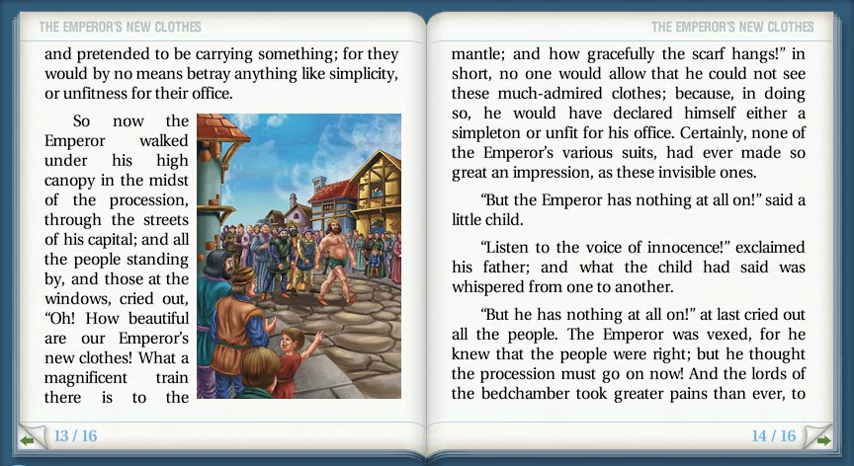 THE EMPEROR'S NEW CLOTHES
and pretended to be carrying something; for they
would by no means betray anything like simplicity,
or unfitness for their office.
So now the
Emperor walked
under his high
canopy in the midst
of the procession,
through the streets
of his capital; and all
the people standing
by, and those at the
windows, cried out,
“Oh! How beautiful
are our Emperor's
new clothes! What a
magnificent train
there is to the
13 / 16
THE EMPEROR'S NEW CLOTHES
mantle; and how gracefully the scarf hangs!” in
short, no one would allow that he could not see
these much-admired clothes; because, in doing
so, he would have declared himself either a
simpleton or unfit for his office. Certainly, none of
the Emperor's various suits, had ever made so
great an impression, as these invisible ones.
“But the Emperor has nothing at all on!” said a
little child.
“Listen to the voice of innocence!” exclaimed
his father; and what the child had said was
whispered from one to another.
“But he has nothing at all on!” at last cried out
all the people. The Emperor was vexed, for he
knew that the people were right; but he thought
the procession must go on now! And the lords of
the bedchamber took greater pains than ever, to
14 / 16